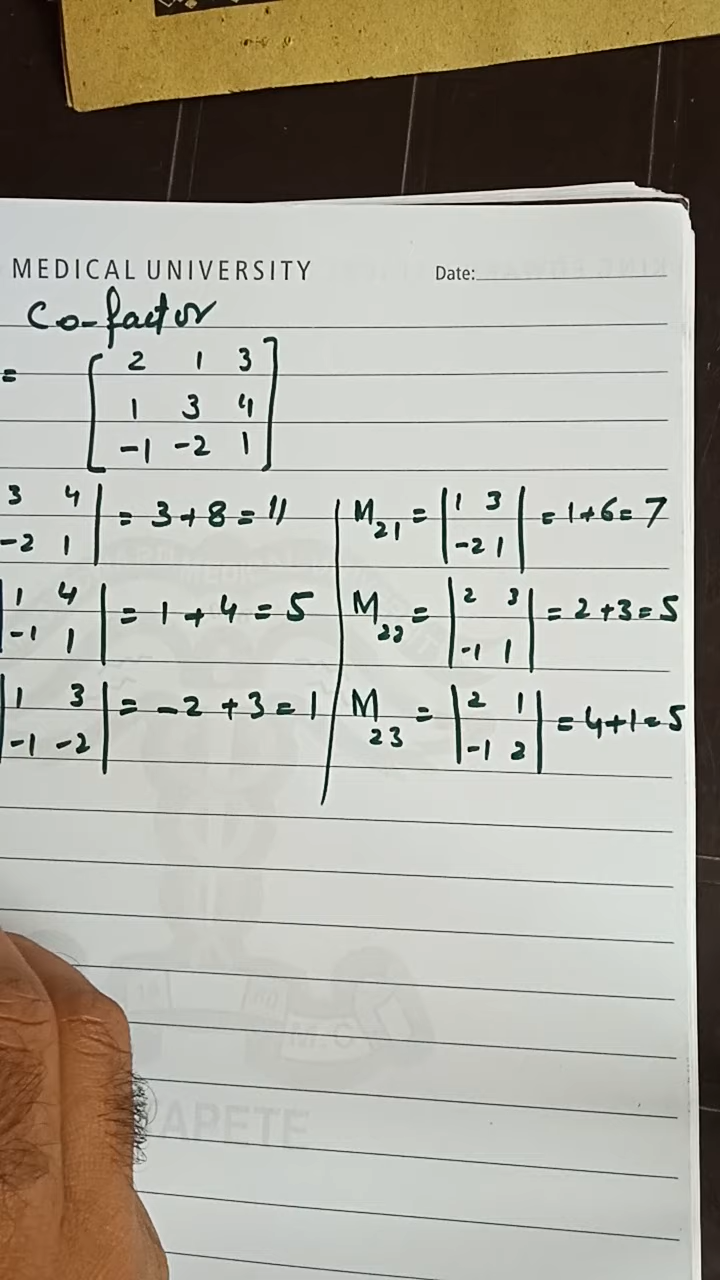 MEDICAL UNIVERSITY Date:
Co-factor
= [ 2 1 3
1 3 4
-1 -2 1 ]
3 4
-2 1 | = 3+8=11
| 1 4
-1 1 | = 1+4=5
| 1 3
-1 -2 | = -2+3=1
M21 = | 1 3
-2 1 | = 1+6=7
M22 = | 2 3
-1 1 | = 2+3=5
M23 = | 2 1
-1 2 | = 4+1=5
APETE